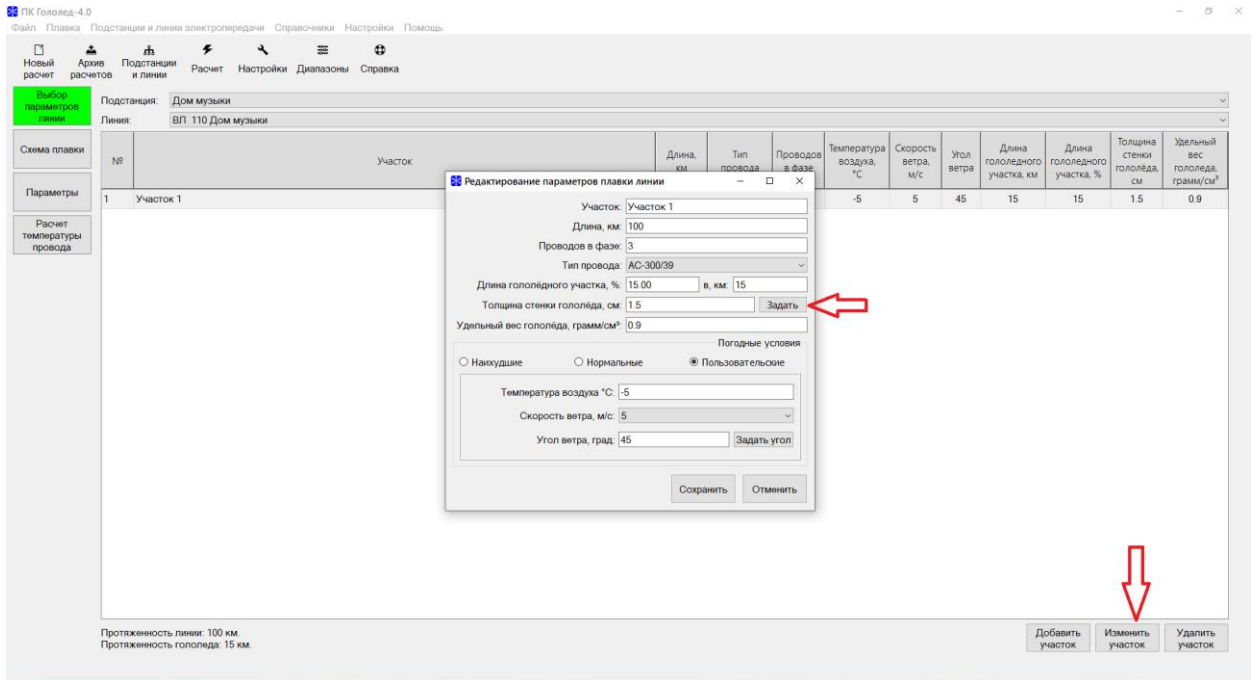 ПК Гололед-4.0
Файл Плавка Подстанции и линии электропередачи Справочники Настройки Помощь
Новый расчет
Архив расчетов
Подстанции и линии
Расчет
Настройки
Диапазоны
Справка
Выбор параметров линии
Схема плавки
Параметры
Расчет температуры провода
Подстанция: Дом музыки
Линия: ВЛ 110 Дом музыки
№ Участок Длина, км Тип провода Проводов в фазе Температура воздуха, °С Скорость ветра, м/с Угол ветра Длина гололедного участка, км Длина гололедного участка, % Толщина стенки гололёда, см Удельный вес гололеда, грамм/см³
1 Участок 1 -5 5 45 15 15 1.5 0.9
Редактирование параметров плавки линии
Участок: Участок 1
Длина, км: 100
Проводов в фазе: 3
Тип провода: АС-300/39
Длина гололёдного участка, %: 15.00 в, км: 15
Толщина стенки гололёда, см: 1.5 Задать
Удельный вес гололёда, грамм/см³: 0.9
Погодные условия
Наихудшие Нормальные Пользовательские
Температура воздуха °С: -5
Скорость ветра, м/с: 5
Угол ветра, град: 45 Задать угол
Сохранить Отменить
Протяженность линии: 100 км.
Протяженность гололеда: 15 км.
Добавить участок
Изменить участок
Удалить участок